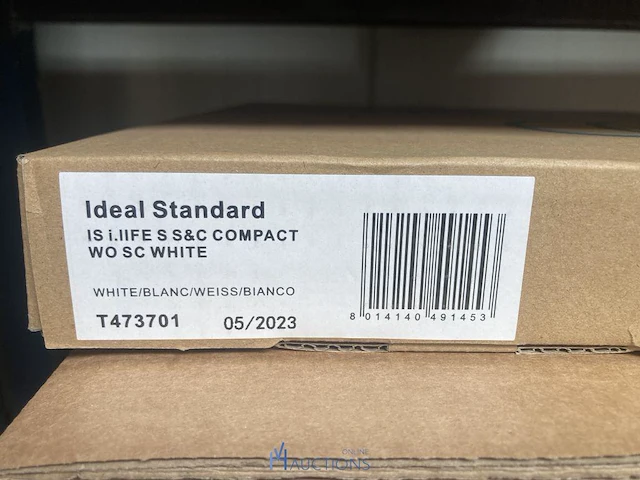 Ideal Standard
IS i.lIFE S S&C COMPACT
WO SC WHITE
WHITE/BLANC/WEISS/BIANCO
T473701 05/2023
8 014140 491453
ONLINE
AUCTIONS